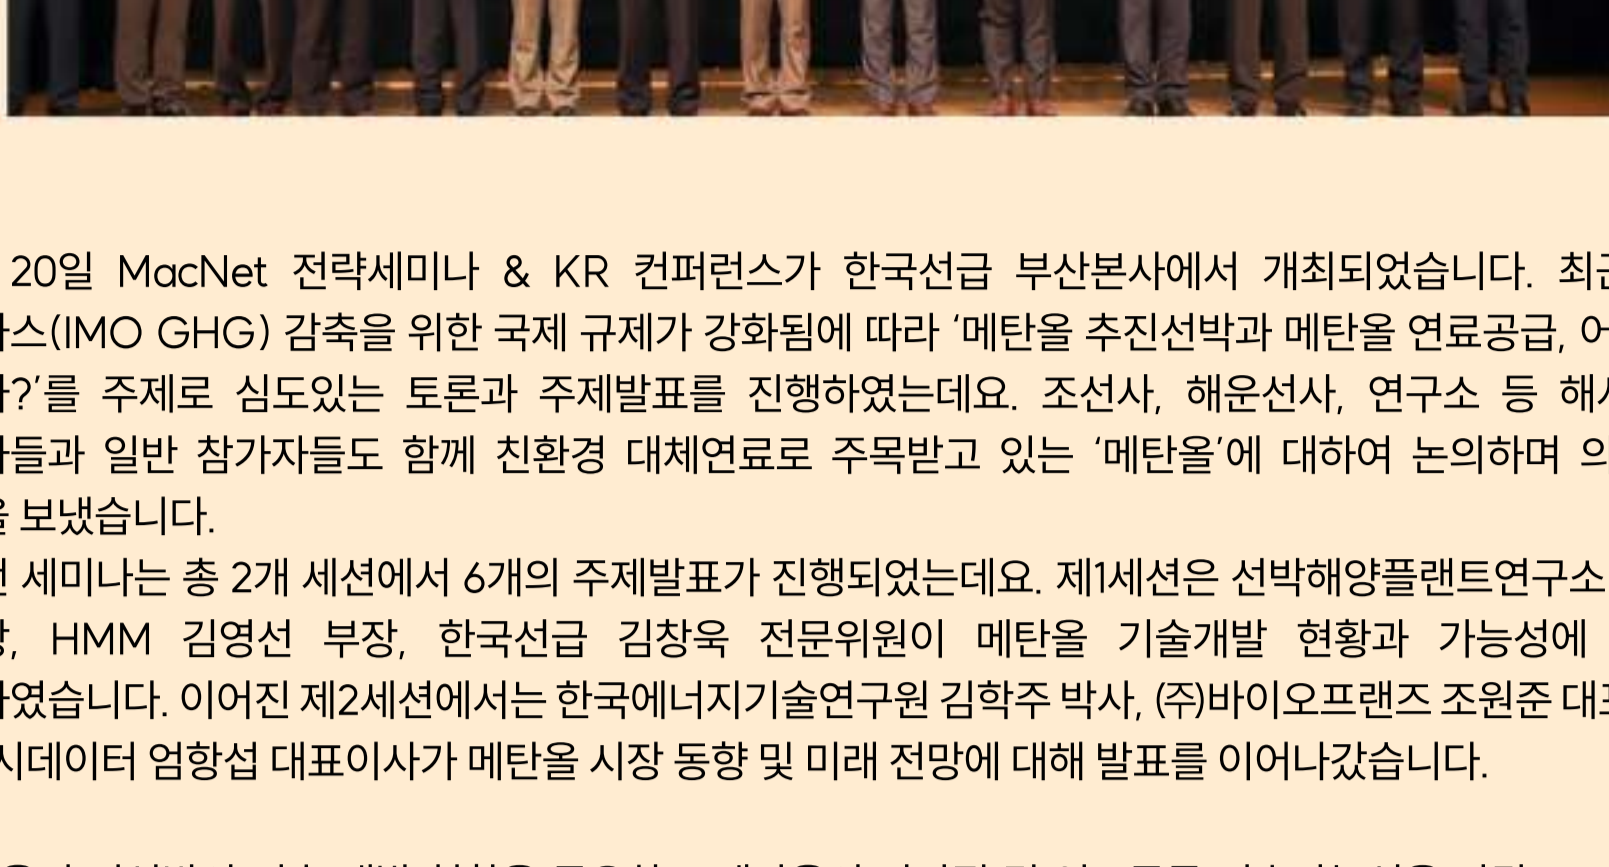 20일 MacNet 전략세미나 & KR 컨퍼런스가 한국선급 부산본사에서 개최되었습니다.
(IMO GHG) 감축을 위한 국제 규제가 강화됨에 따라 ‘메탄올 추진선박과 메탄올 연료공급,
?’를 주제로 심도있는 토론과 주제발표를 진행하였는데요. 조선사, 해운선사, 연구소 등
일반 참가자들도 함께 친환경 대체연료로 주목받고 있는 ‘메탄올’에 대하여 논의하며
보냈습니다.
세미나는 총 2개 세션에서 6개의 주제발표가 진행되었는데요. 제1세션은 선박해양플랜트연구소
, HMM 김영선 부장, 한국선급 김창욱 전문위원이 메탄올 기술개발 현황과 가능성에
였습니다. 이어진 제2세션에서는 한국에너지기술연구원 김학주 박사, (주)바이오프랜즈 조원준
시데이터 엄항섭 대표이사가 메탄올 시장 동향 및 미래 전망에 대해 발표를 이어나갔습니다.